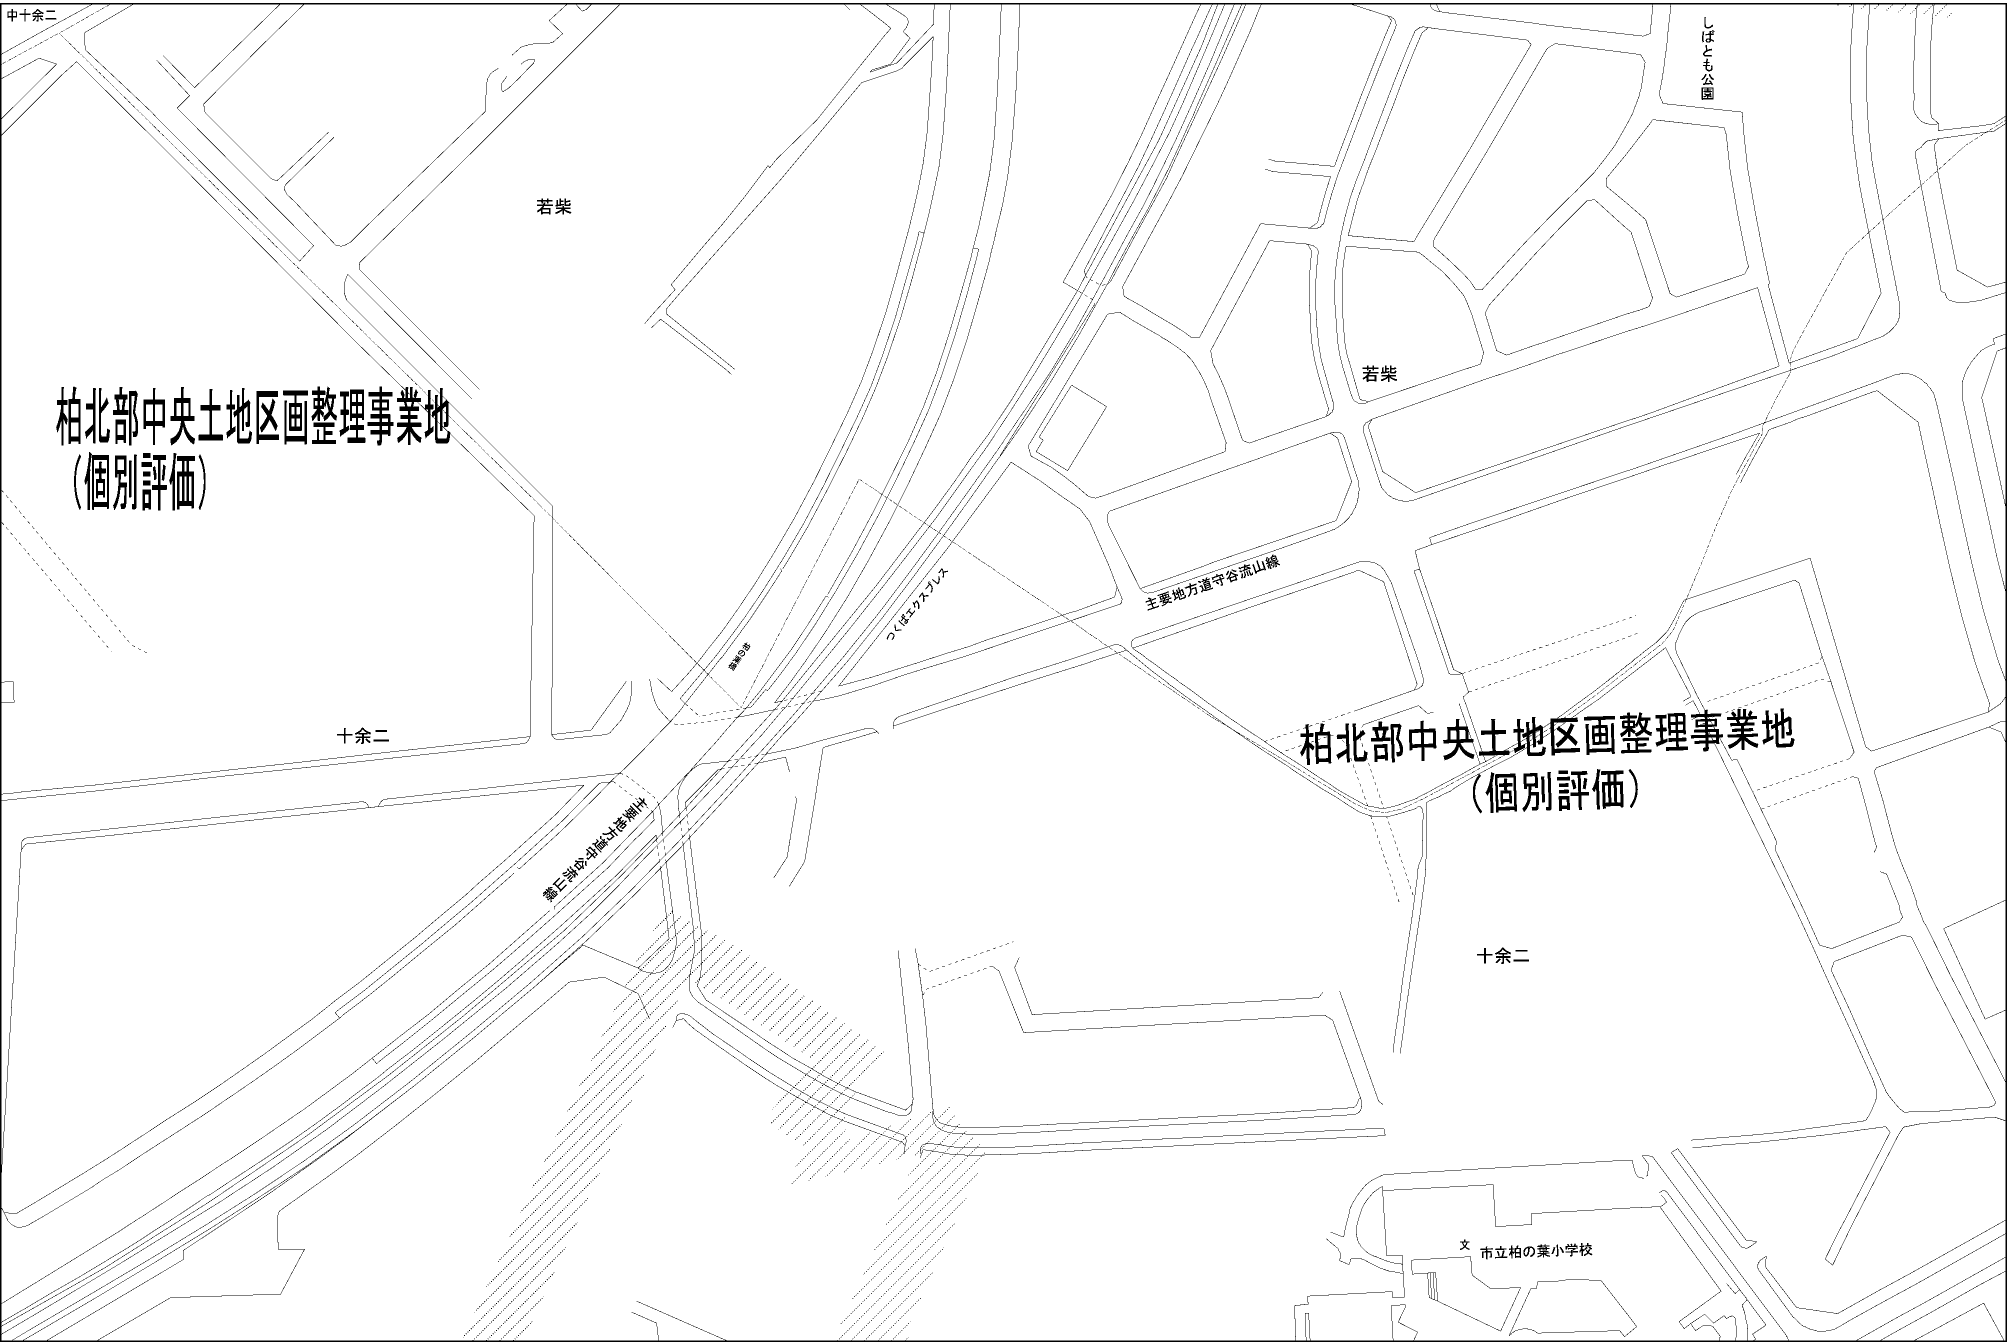 中十余二
しばとも公園
若柴
若柴
柏北部中央土地区画整理事業地
（個別評価）
主要地方道守谷流山線
つくばエクスプレス
十余二
柏北部中央土地区画整理事業地
（個別評価）
主要地方道守谷流山線
十余二
文
市立柏の葉小学校